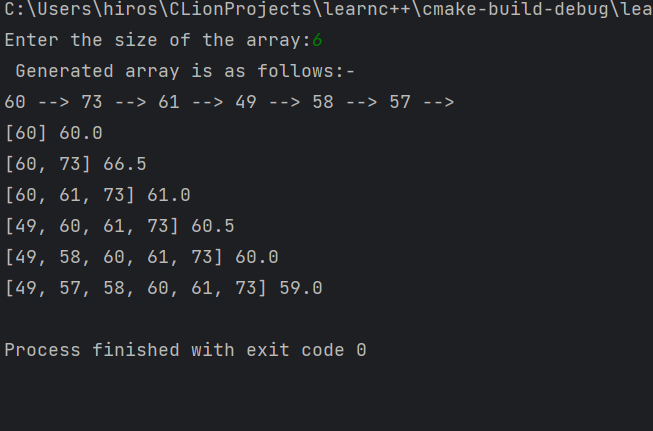 C:\Users\hiros\CLionProjects\learnc++\cmake-build-debug\lea
Enter the size of the array:6
Generated array is as follows:-
60 --> 73 --> 61 --> 49 --> 58 --> 57 -->
[60] 60.0
[60, 73] 66.5
[60, 61, 73] 61.0
[49, 60, 61, 73] 60.5
[49, 58, 60, 61, 73] 60.0
[49, 57, 58, 60, 61, 73] 59.0
Process finished with exit code 0